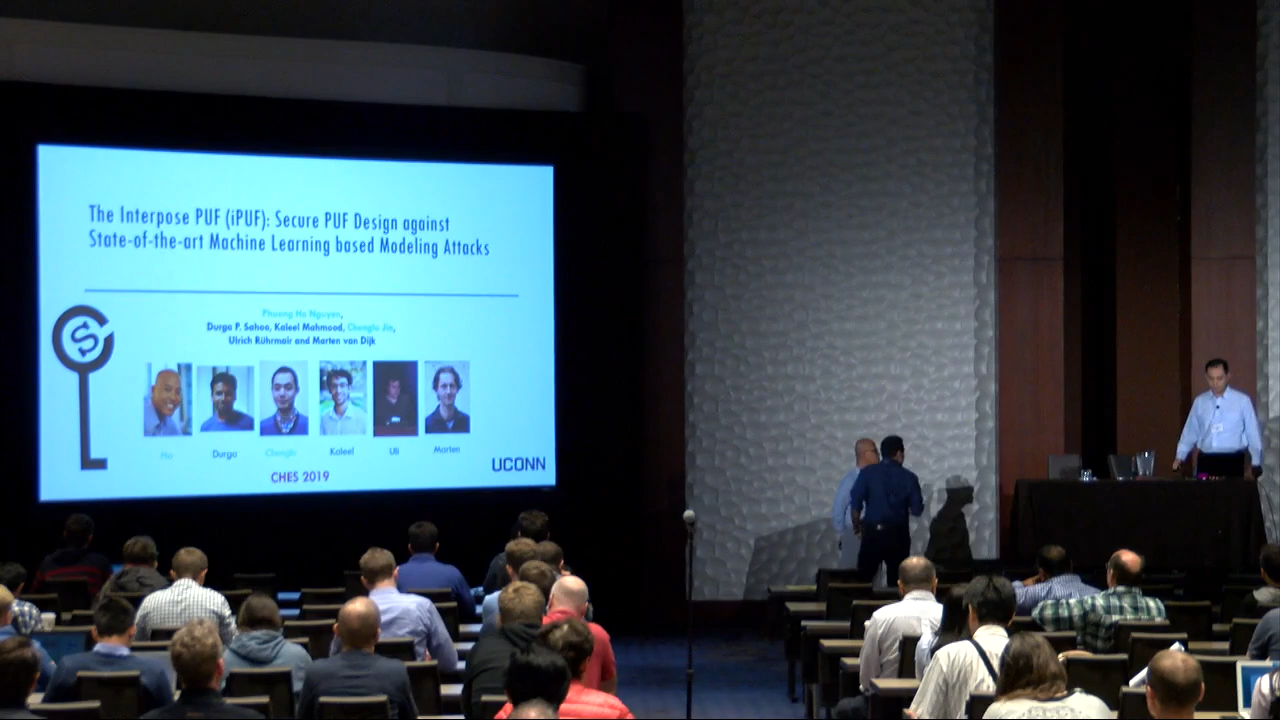 The Interpose PUF (iPUF): Secure PUF Design against
State-of-the-art Machine Learning based Modeling Attacks
Phuong Ha Nguyen,
Durga P. Sahoo, Kaleel Mahmood, Chenglu Jin,
Ulrich Rührmair and Marten van Dijk
Ha Durga Chenglu Kaleel Uli Marten
CHES 2019
UCONN